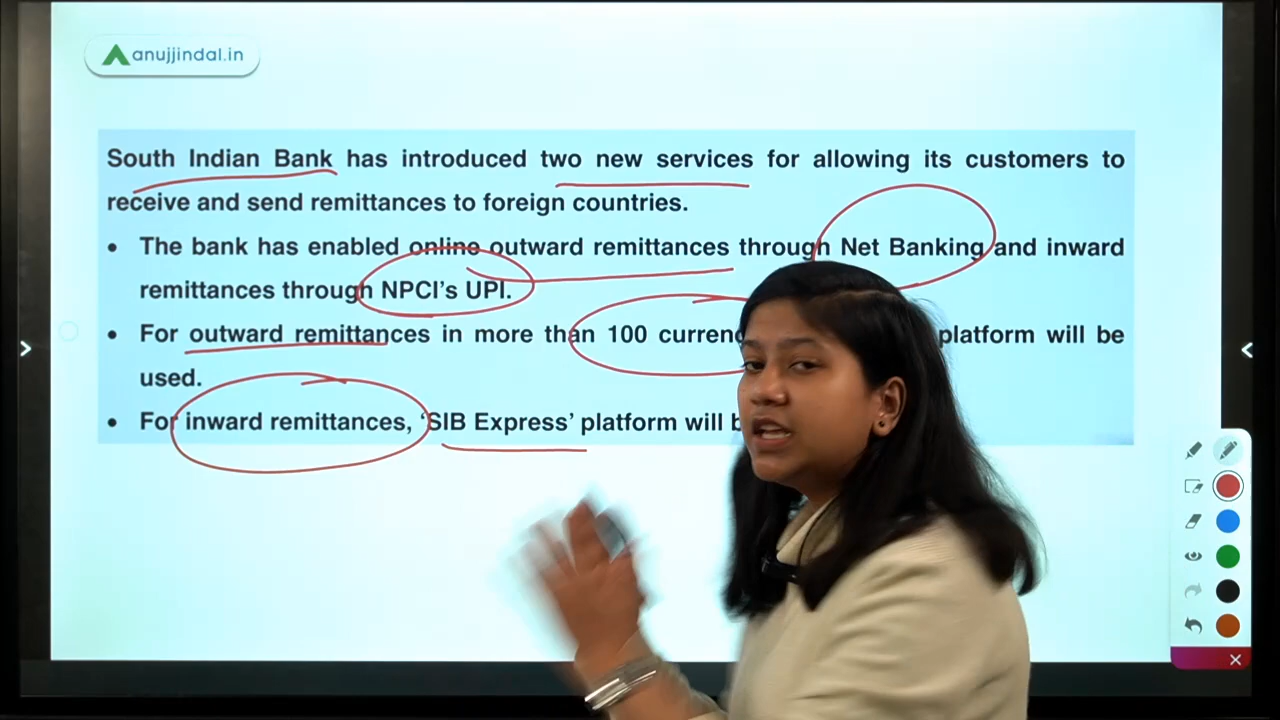 anujjindal.in
South Indian Bank has introduced two new services for allowing its customers to
receive and send remittances to foreign countries.
• The bank has enabled online outward remittances through Net Banking and inward
remittances through NPCI's UPI.
• For outward remittances in more than 100 platform will be
used.
• For inward remittances, 'SIB Express' platform will